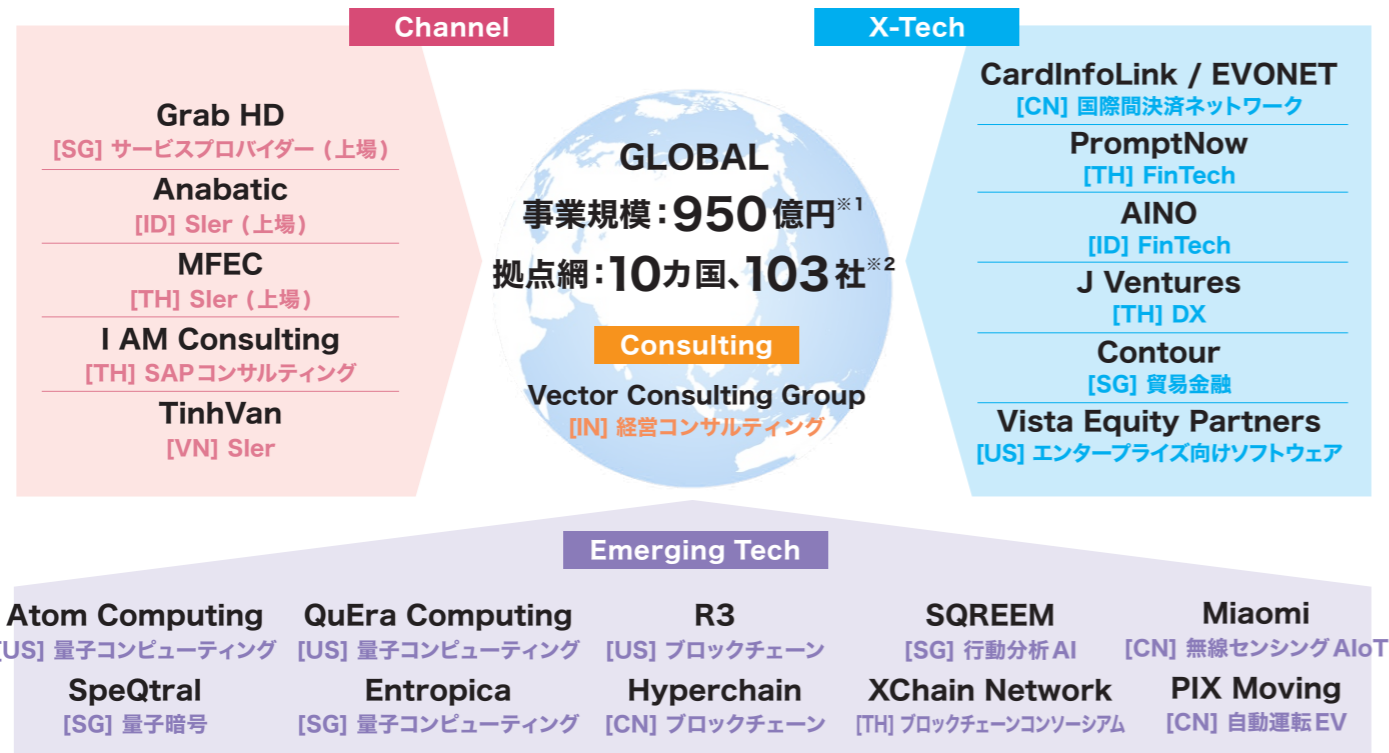 Channel
Grab HD
[SG] サービスプロバイダー (上場)
Anabatic
[ID] SIer (上場)
MFEC
[TH] SIer (上場)
I AM Consulting
[TH] SAPコンサルティング
TinhVan
[VN] SIer
GLOBAL
事業規模：950億円※1
拠点網：10カ国、103社※2
Consulting
Vector Consulting Group
[IN] 経営コンサルティング
X-Tech
CardInfoLink / EVONET
[CN] 国際間決済ネットワーク
PromptNow
[TH] FinTech
AINO
[ID] FinTech
J Ventures
[TH] DX
Contour
[SG] 貿易金融
Vista Equity Partners
[US] エンタープライズ向けソフトウェア
Emerging Tech
Atom Computing QuEra Computing R3 SQREEM Miaomi
[US] 量子コンピューティング [US] 量子コンピューティング [US] ブロックチェーン [SG] 行動分析AI [CN] 無線センシングAIoT
SpeQtral Entropica Hyperchain XChain Network PIX Moving
[SG] 量子暗号 [SG] 量子コンピューティング [CN] ブロックチェーン [TH] ブロックチェーンコンソーシアム [CN] 自動運転EV